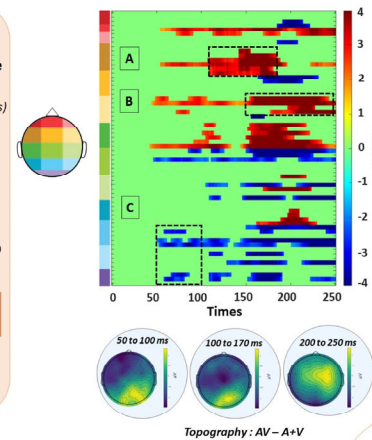 e
s)
A
B
C
4
3
2
1
0
-1
-2
-3
-4
0
50
100
150
200
250
Times
50 to 100 ms
100 to 170 ms
200 to 250 ms
Topography : AV – A+V